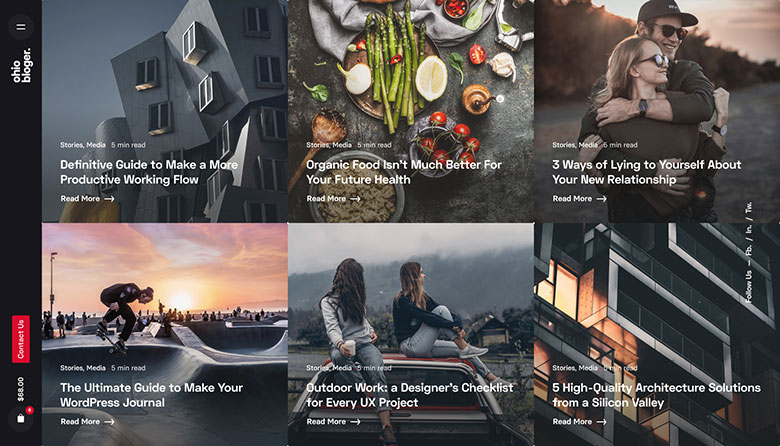 ohio
bloger.
Stories, Media 5 min read
Definitive Guide to Make a More
Productive Working Flow
Read More
Stories, Media 5 min read
Organic Food Isn't Much Better For
Your Future Health
Read More
Stories, Media 5 min read
3 Ways of Lying to Yourself About
Your New Relationship
Read More
Follow Us — Fb. / In. / Tw.
Contact Us
$68.00
Stories, Media 5 min read
The Ultimate Guide to Make Your
WordPress Journal
Read More
Stories, Media 5 min read
Outdoor Work: a Designer's Checklist
for Every UX Project
Read More
Stories, Media 5 min read
5 High-Quality Architecture Solutions
from a Silicon Valley
Read More